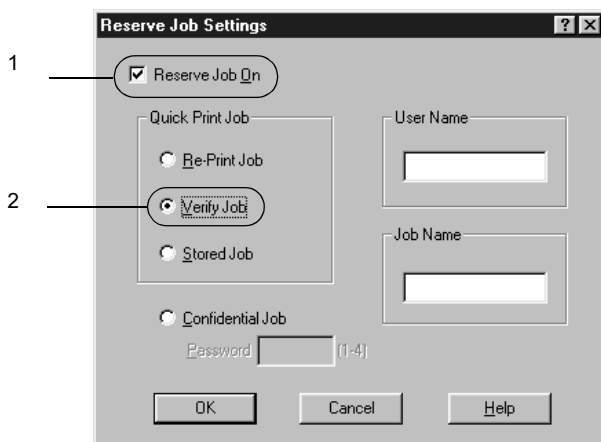 Reserve Job Settings
1
Reserve Job On
Quick Print Job
User Name
Re-Print Job
2
Verify Job
Job Name
Stored Job
Confidential Job
Password
(1-4)
OK
Cancel
Help